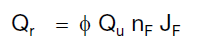 Qr = ϕ Qu nF JF